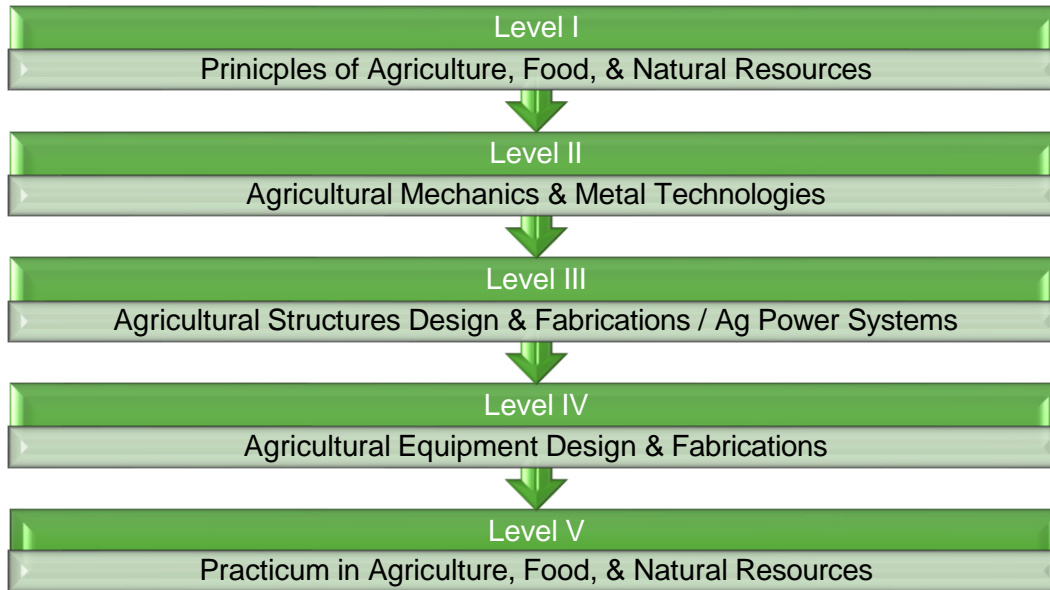 Level I
Prinicples of Agriculture, Food, & Natural Resources
Level II
Agricultural Mechanics & Metal Technologies
Level III
Agricultural Structures Design & Fabrications / Ag Power Systems
Level IV
Agricultural Equipment Design & Fabrications
Level V
Practicum in Agriculture, Food, & Natural Resources